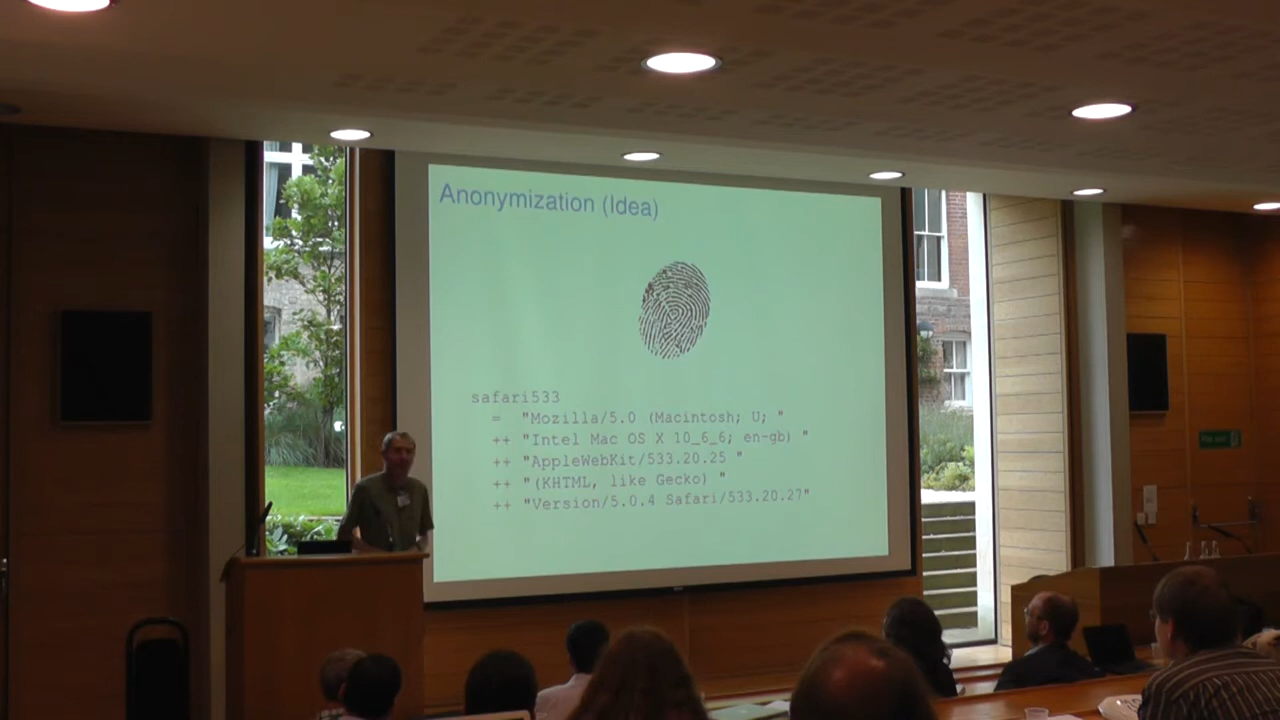 Anonymization (Idea)
safari533
= "Mozilla/5.0 (Macintosh; U; "
++ "Intel Mac OS X 10_6_6; en-gb) "
++ "AppleWebKit/533.20.25 "
++ "(KHTML, like Gecko) "
++ "Version/5.0.4 Safari/533.20.27"